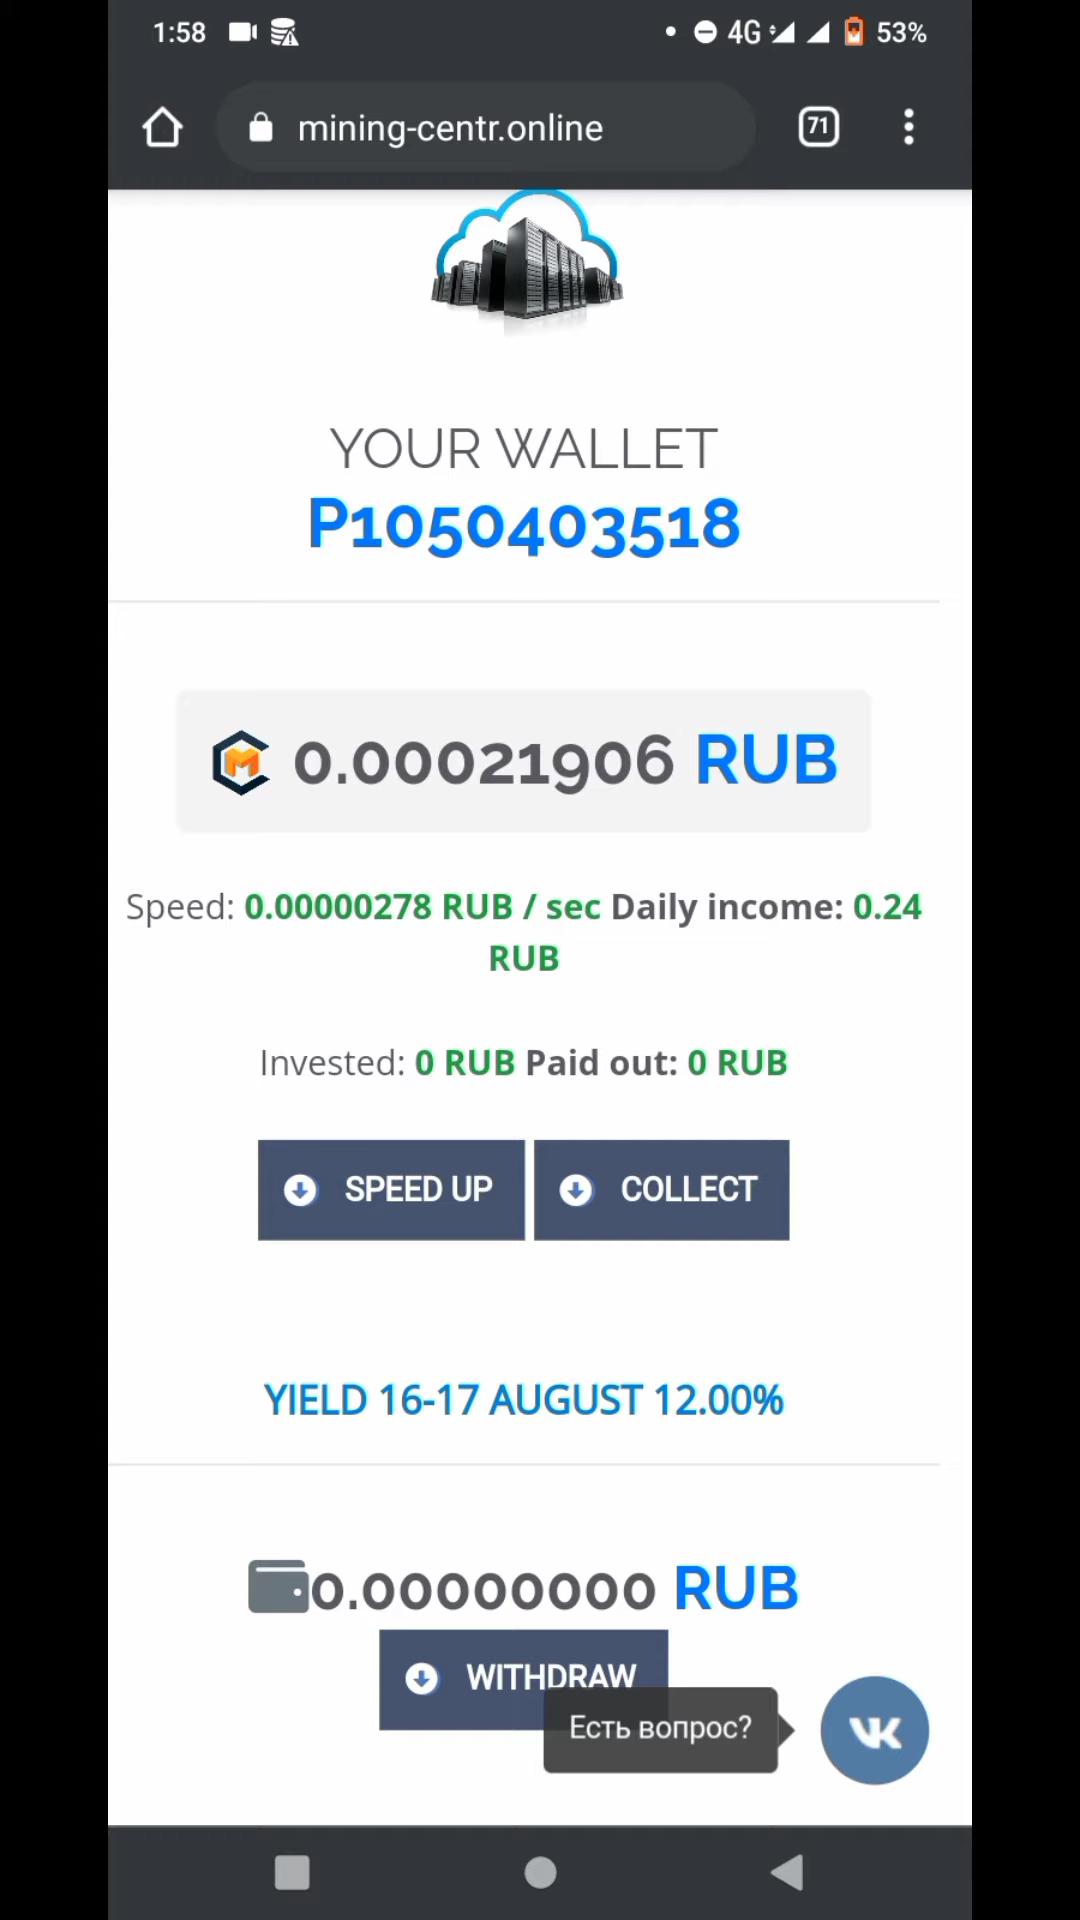 1:58
4G
53%
mining-centr.online
71
YOUR WALLET
P1050403518
0.00021906 RUB
Speed: 0.00000278 RUB / sec Daily income: 0.24
RUB
Invested: 0 RUB Paid out: 0 RUB
SPEED UP
COLLECT
YIELD 16-17 AUGUST 12.00%
0.00000000 RUB
WITHDRAW
Есть вопрос?